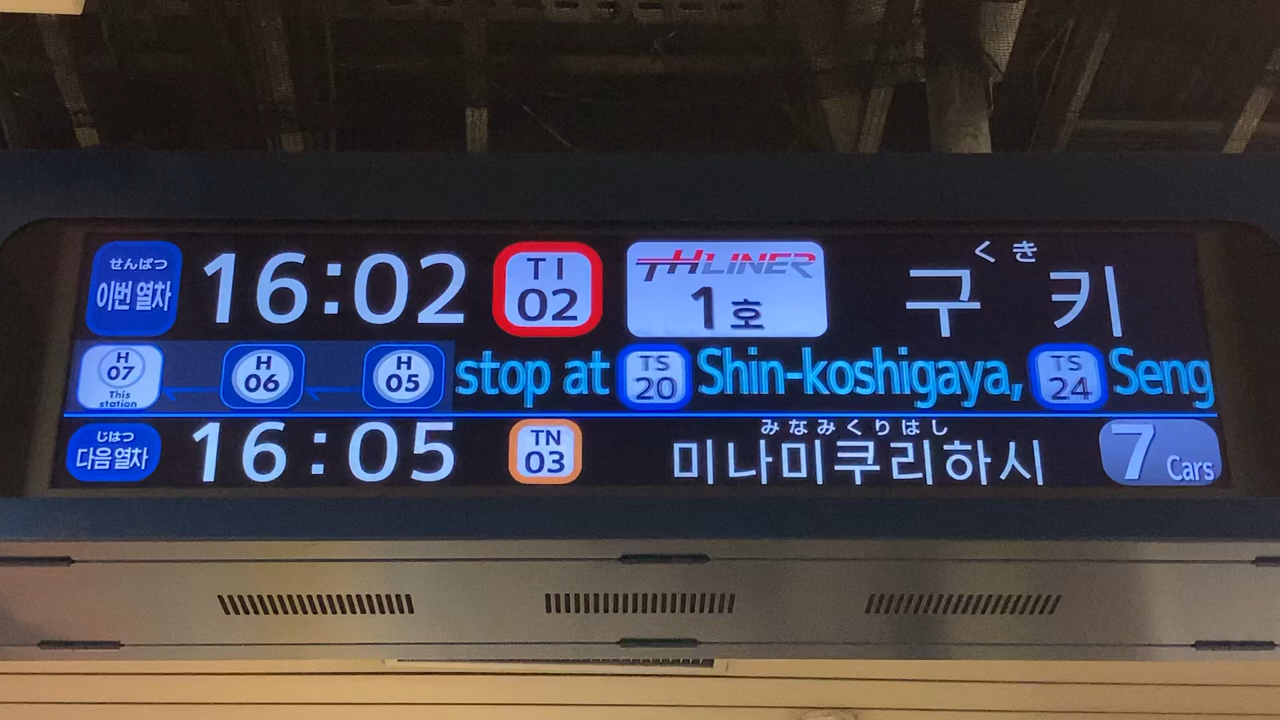 せんぱつ
이번 열차 16:02 TI 02 THLINER 1호 くき 구키
H 07 This station H 06 H 05 stop at TS 20 Shin-koshigaya, TS 24 Seng
じはつ
다음 열차 16:05 TN 03 みなみくりはし 미나미쿠리하시 7 Cars